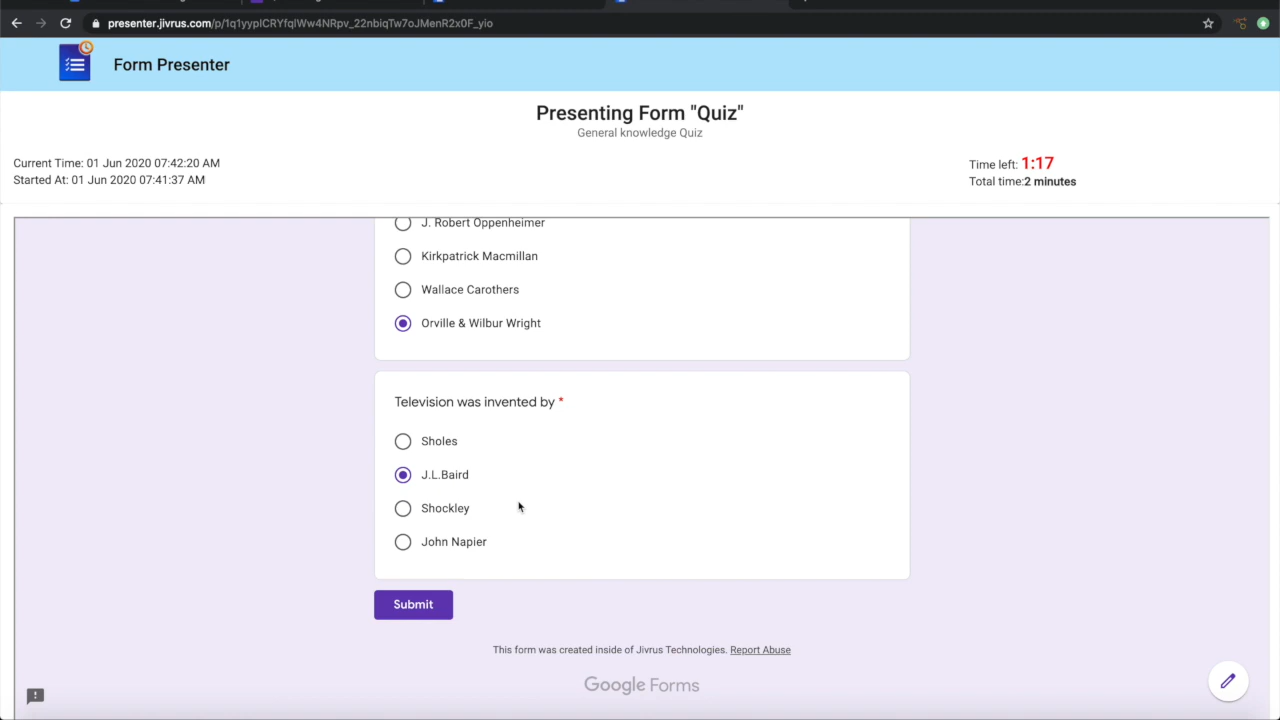 presenter.jivrus.com/p/1q1yyplCRYfqlWw4NRpv_22nbiqTw7oJMenR2x0F_yio
Form Presenter
Presenting Form "Quiz"
General knowledge Quiz
Current Time: 01 Jun 2020 07:42:20 AM
Started At: 01 Jun 2020 07:41:37 AM
Time left: 1:17
Total time:2 minutes
J. Robert Oppenheimer
Kirkpatrick Macmillan
Wallace Carothers
Orville & Wilbur Wright
Television was invented by *
Sholes
J.L.Baird
Shockley
John Napier
Submit
This form was created inside of Jivrus Technologies. Report Abuse
Google Forms